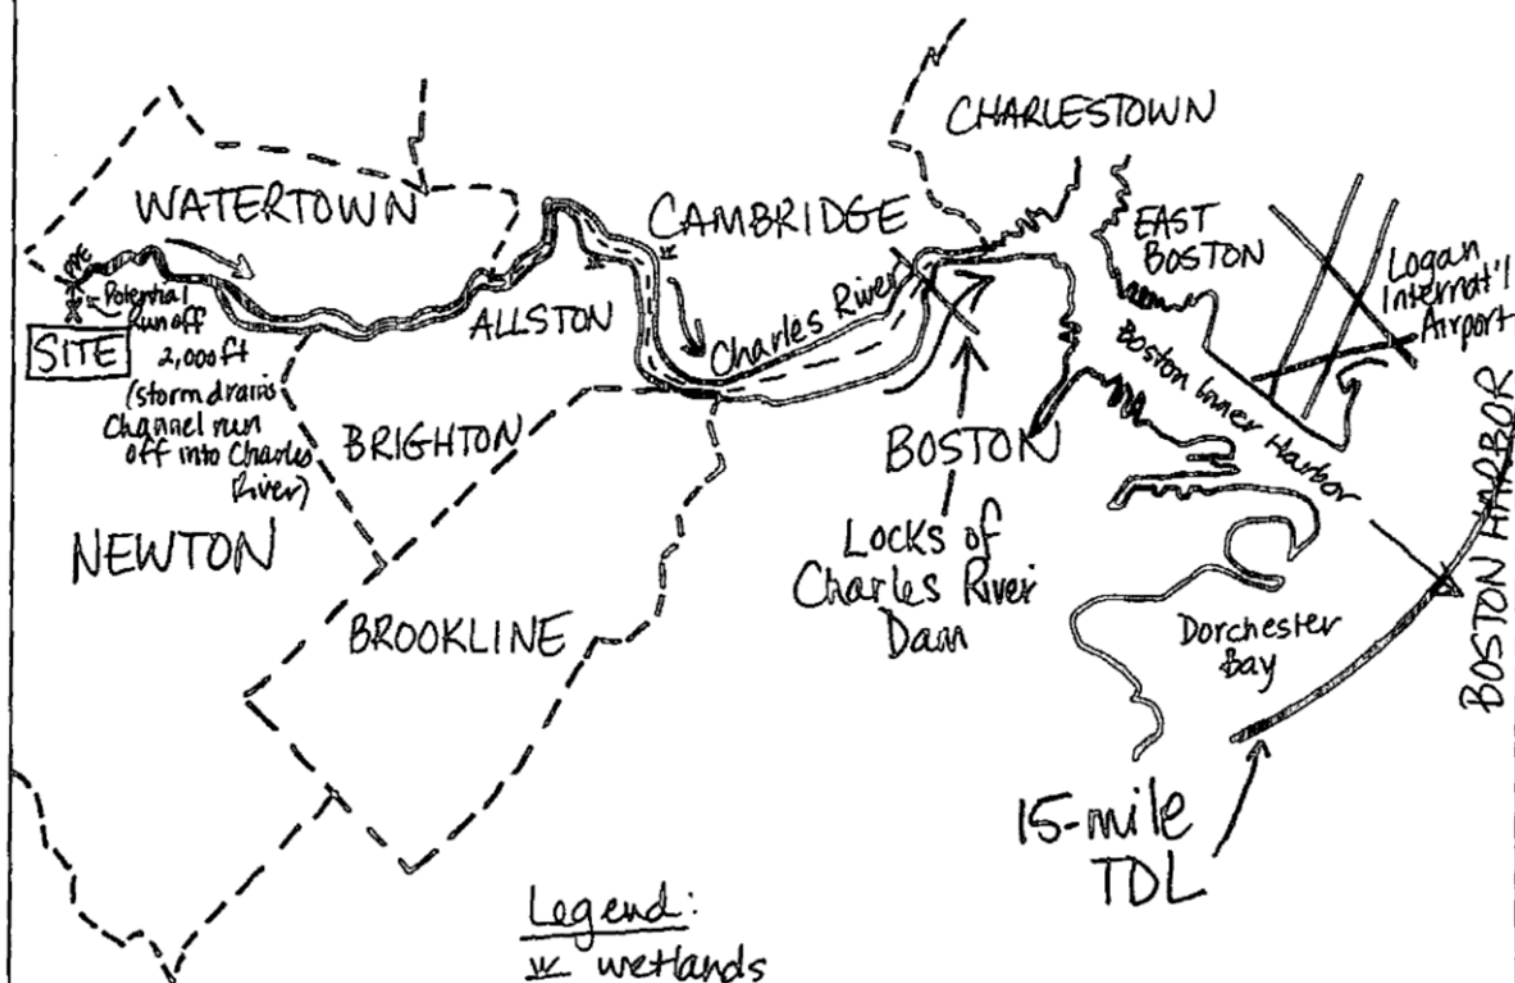 CHARLESTOWN
WATERTOWN
CAMBRIDGE
EAST
BOSTON
Logan
Internat'l
Airport
PPE
Potential
Runoff
2,000 ft
(storm drains
Channel run
off into Charles
River)
SITE
ALLSTON
Charles River
Boston Inner Harbor
BOSTON HARBOR
BRIGHTON
BOSTON
NEWTON
Locks of
Charles River
Dam
BROOKLINE
Dorchester
Bay
15-mile
TDL
Legend:
wetlands